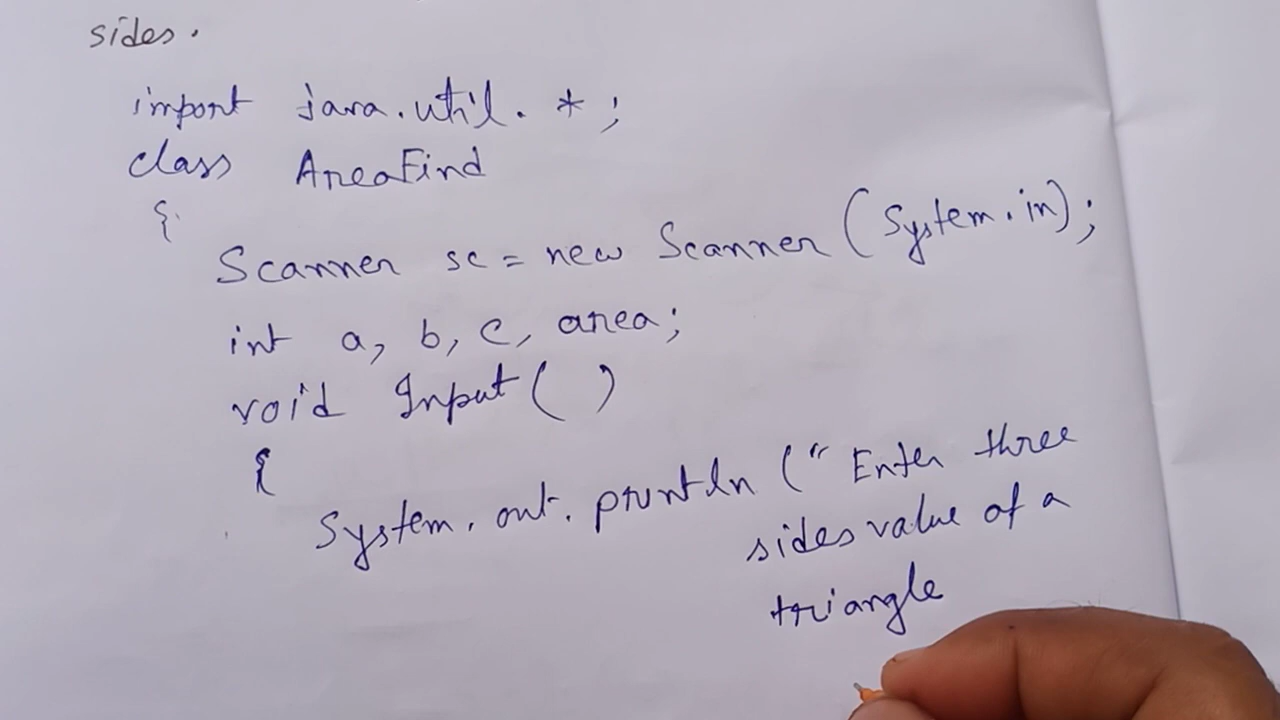 sides.
import java.util.*;
class AreaFind
{
Scanner sc = new Scanner (System.in);
int a, b, c, area;
void Input( )
{
System.out.println ("Enter three
sides value of a
triangle